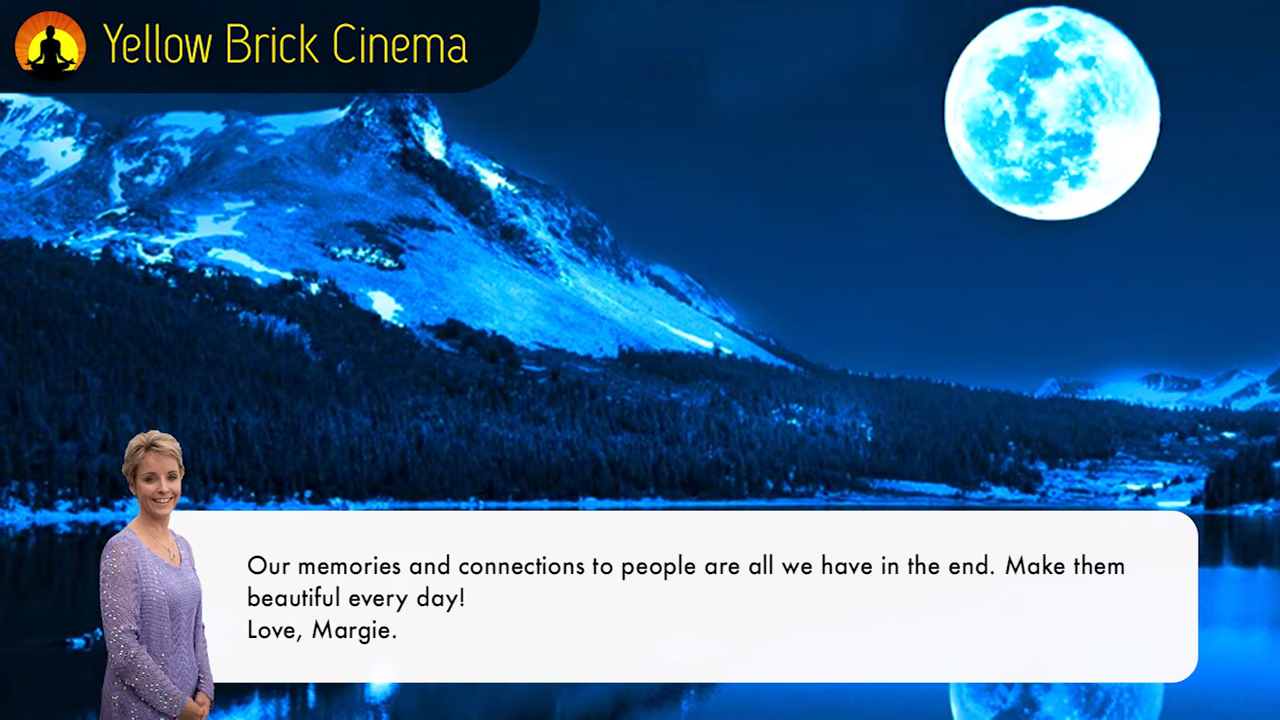 Yellow Brick Cinema
Our memories and connections to people are all we have in the end. Make them
beautiful every day!
Love, Margie.